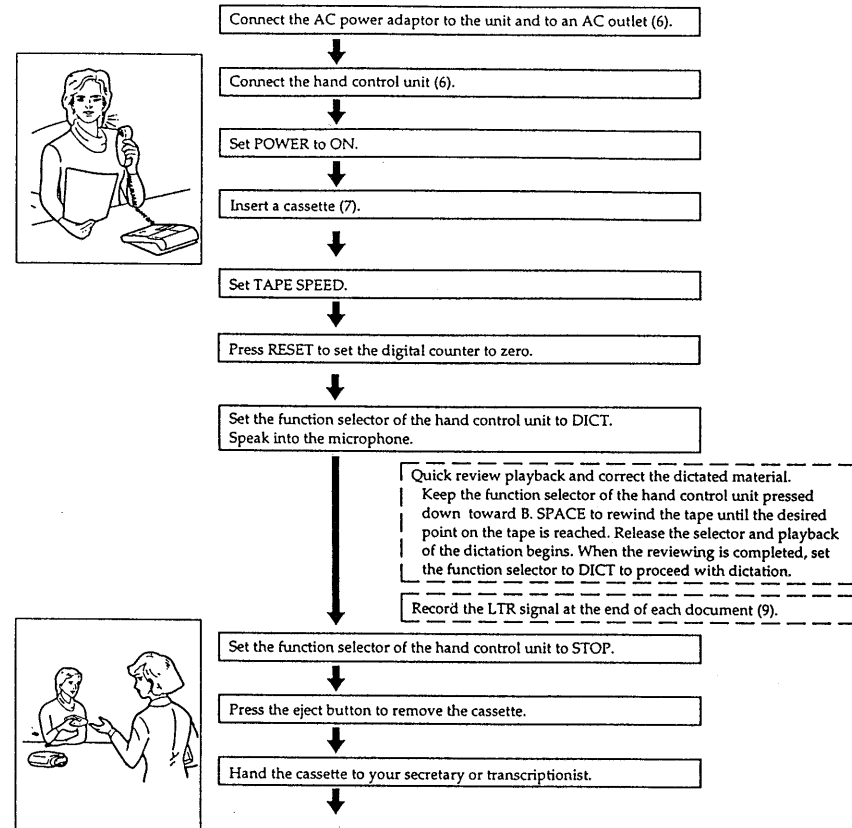 Connect the AC power adaptor to the unit and to an AC outlet (6).
Connect the hand control unit (6).
Set POWER to ON.
Insert a cassette (7).
Set TAPE SPEED.
Press RESET to set the digital counter to zero.
Set the function selector of the hand control unit to DICT.
Speak into the microphone.
Quick review playback and correct the dictated material.
Keep the function selector of the hand control unit pressed
down toward B. SPACE to rewind the tape until the desired
point on the tape is reached. Release the selector and playback
of the dictation begins. When the reviewing is completed, set
the function selector to DICT to proceed with dictation.
Record the LTR signal at the end of each document (9).
Set the function selector of the hand control unit to STOP.
Press the eject button to remove the cassette.
Hand the cassette to your secretary or transcriptionist.